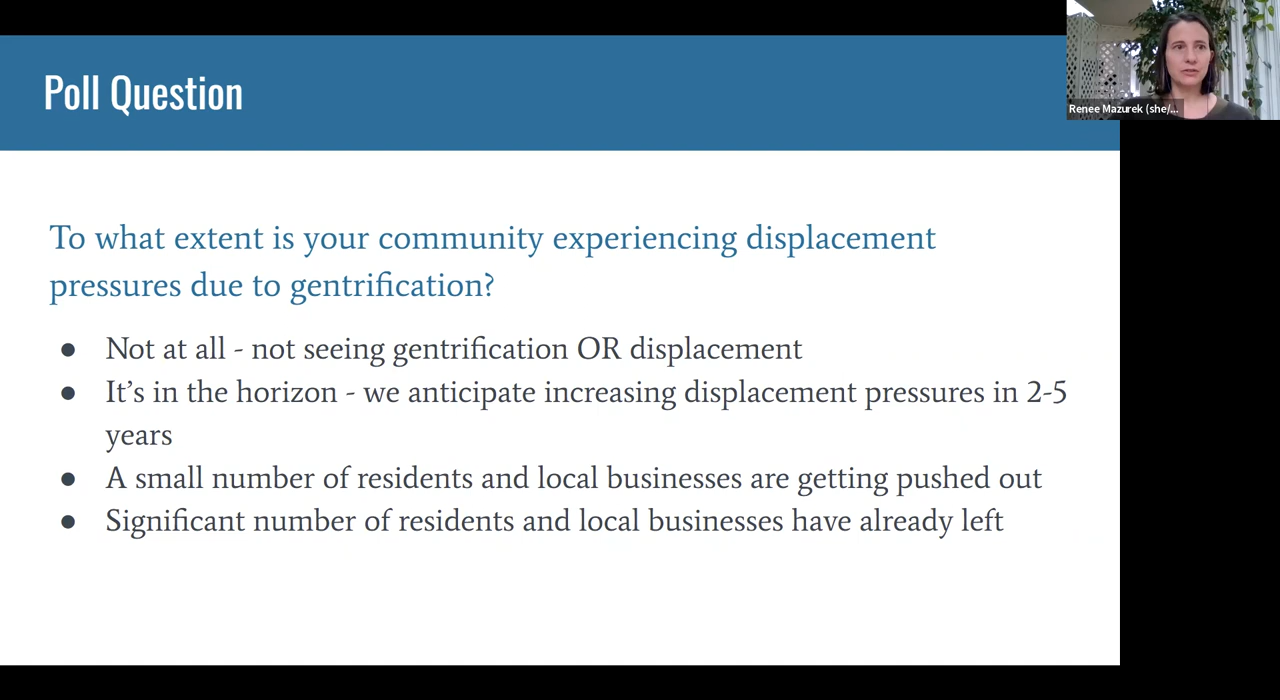 Poll Question
Renee Mazurek (she/...
To what extent is your community experiencing displacement
pressures due to gentrification?
● Not at all - not seeing gentrification OR displacement
● It’s in the horizon - we anticipate increasing displacement pressures in 2-5
years
● A small number of residents and local businesses are getting pushed out
● Significant number of residents and local businesses have already left